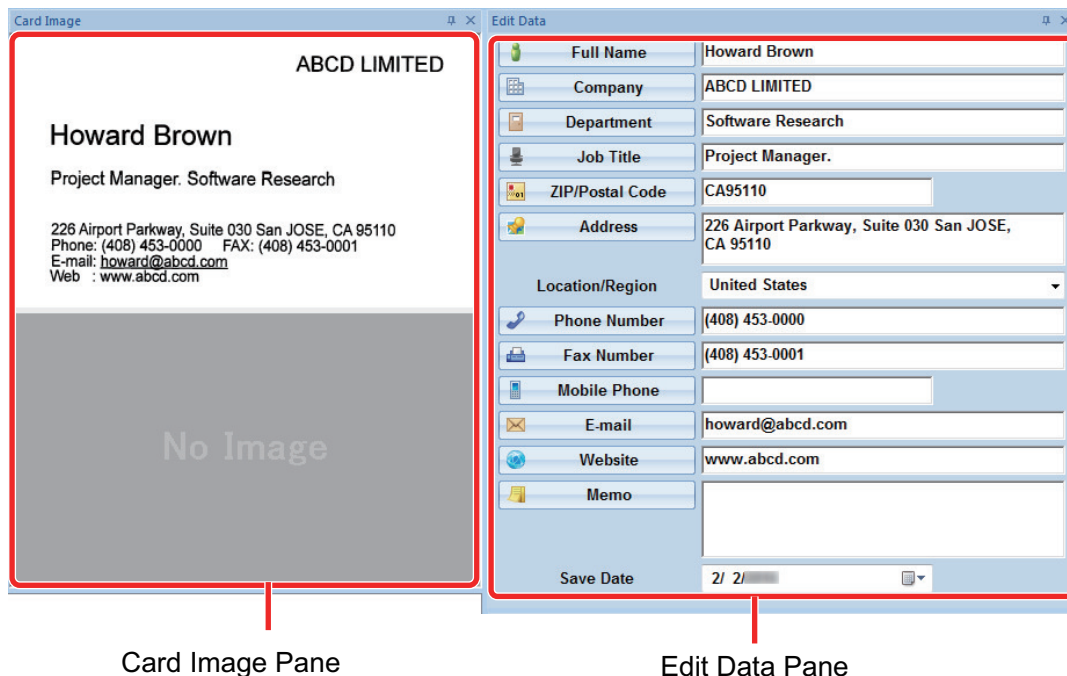 Card Image
ABCD LIMITED
Howard Brown
Project Manager. Software Research
226 Airport Parkway, Suite 030 San JOSE, CA 95110
Phone: (408) 453-0000 FAX: (408) 453-0001
E-mail: howard@abcd.com
Web : www.abcd.com
No Image
Edit Data
Full Name Howard Brown
Company ABCD LIMITED
Department Software Research
Job Title Project Manager.
ZIP/Postal Code CA95110
Address 226 Airport Parkway, Suite 030 San JOSE,
CA 95110
Location/Region United States
Phone Number (408) 453-0000
Fax Number (408) 453-0001
Mobile Phone
E-mail howard@abcd.com
Website www.abcd.com
Memo
Save Date 2/ 2/
Card Image Pane
Edit Data Pane